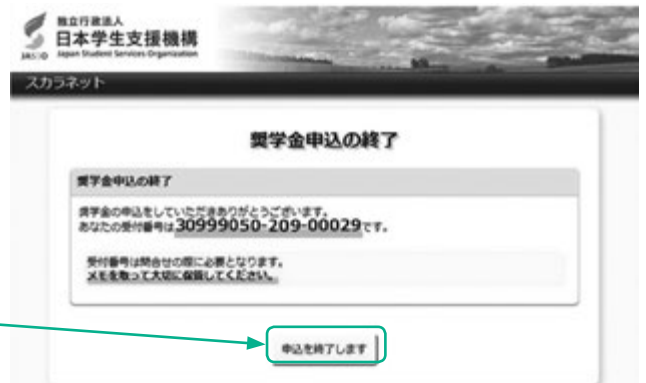 独立行政法人
日本学生支援機構
JASSO Japan Student Services Organization
スカラネット
奨学金申込の終了
奨学金申込の終了
奨学金の申込をしていただきありがとうございます。
あなたの受付番号は30999050-209-00029です。
受付番号は問合せの際に必要となります。
メモを取って大切に保管してください。
申込を終了します